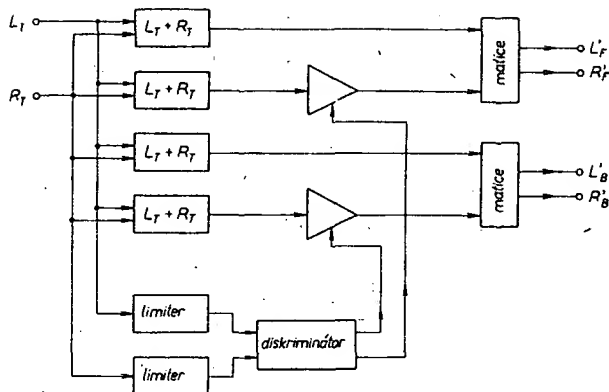 L_T
L_T + R_T
matice
L'_F
R'_F
R_T
L_T + R_T
L_T + R_T
matice
L'_B
R'_B
L_T + R_T
limiter
diskriminátor
limiter